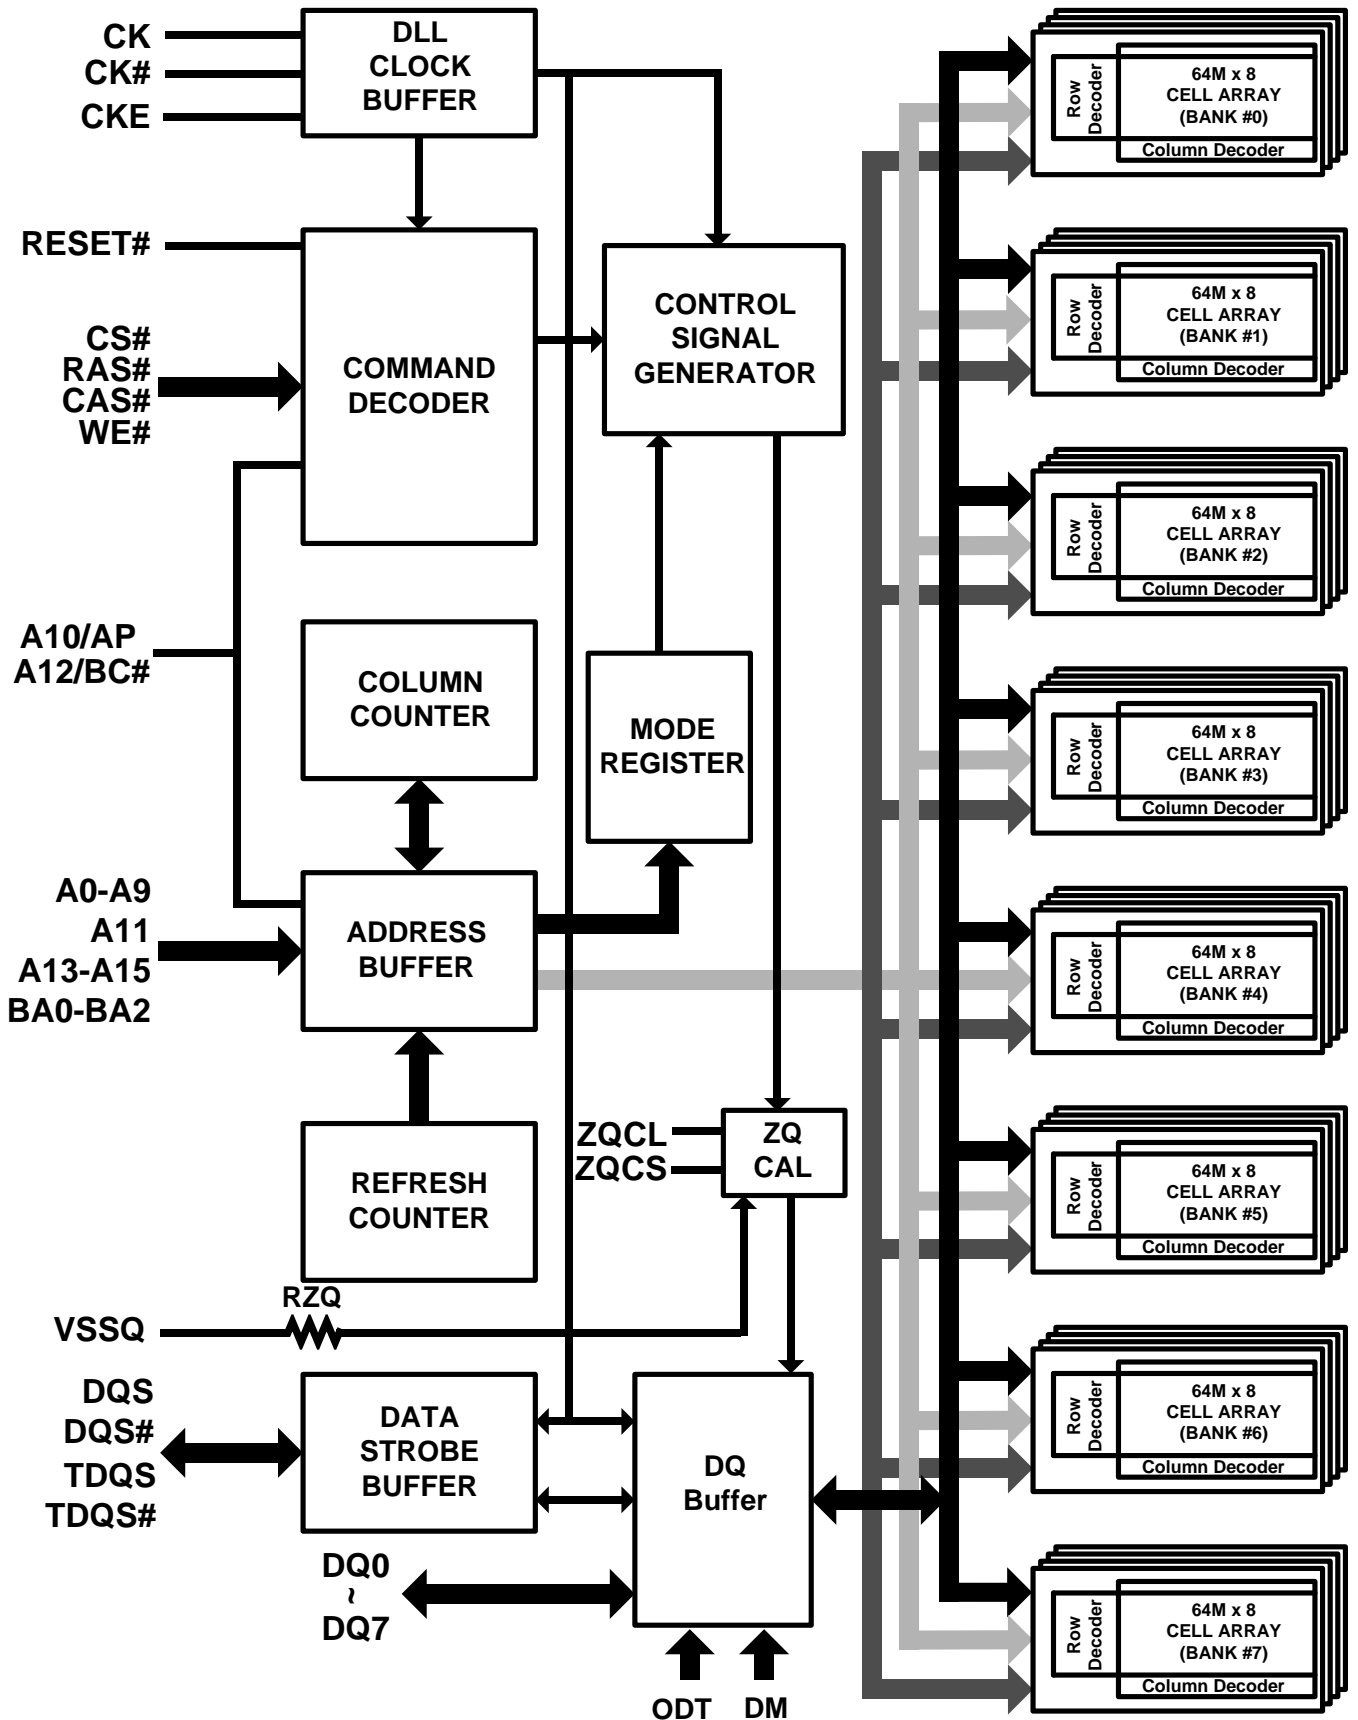 CK
CK#
CKE
DLL
CLOCK
BUFFER
RESET#
CS#
RAS#
CAS#
WE#
COMMAND
DECODER
CONTROL
SIGNAL
GENERATOR
A10/AP
A12/BC#
COLUMN
COUNTER
MODE
REGISTER
A0-A9
A11
A13-A15
BA0-BA2
ADDRESS
BUFFER
REFRESH
COUNTER
ZQCL
ZQCS
ZQ
CAL
RZQ
VSSQ
DQS
DQS#
TDQS
TDQS#
DATA
STROBE
BUFFER
DQ
Buffer
DQ0
~
DQ7
ODT
DM
Row
Decoder
64M x 8
CELL ARRAY
(BANK #0)
Column Decoder
Row
Decoder
64M x 8
CELL ARRAY
(BANK #1)
Column Decoder
Row
Decoder
64M x 8
CELL ARRAY
(BANK #2)
Column Decoder
Row
Decoder
64M x 8
CELL ARRAY
(BANK #3)
Column Decoder
Row
Decoder
64M x 8
CELL ARRAY
(BANK #4)
Column Decoder
Row
Decoder
64M x 8
CELL ARRAY
(BANK #5)
Column Decoder
Row
Decoder
64M x 8
CELL ARRAY
(BANK #6)
Column Decoder
Row
Decoder
64M x 8
CELL ARRAY
(BANK #7)
Column Decoder